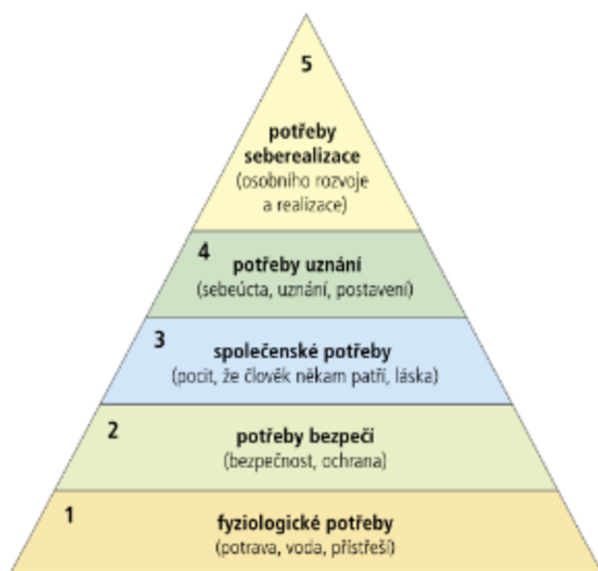 5
potřeby
seberealizace
(osobního rozvoje
a realizace)
4
potřeby uznání
(sebeúcta, uznání, postavení)
3
společenské potřeby
(pocit, že člověk někam patří, láska)
2
potřeby bezpečí
(bezpečnost, ochrana)
1
fyziologické potřeby
(potrava, voda, přístřeší)